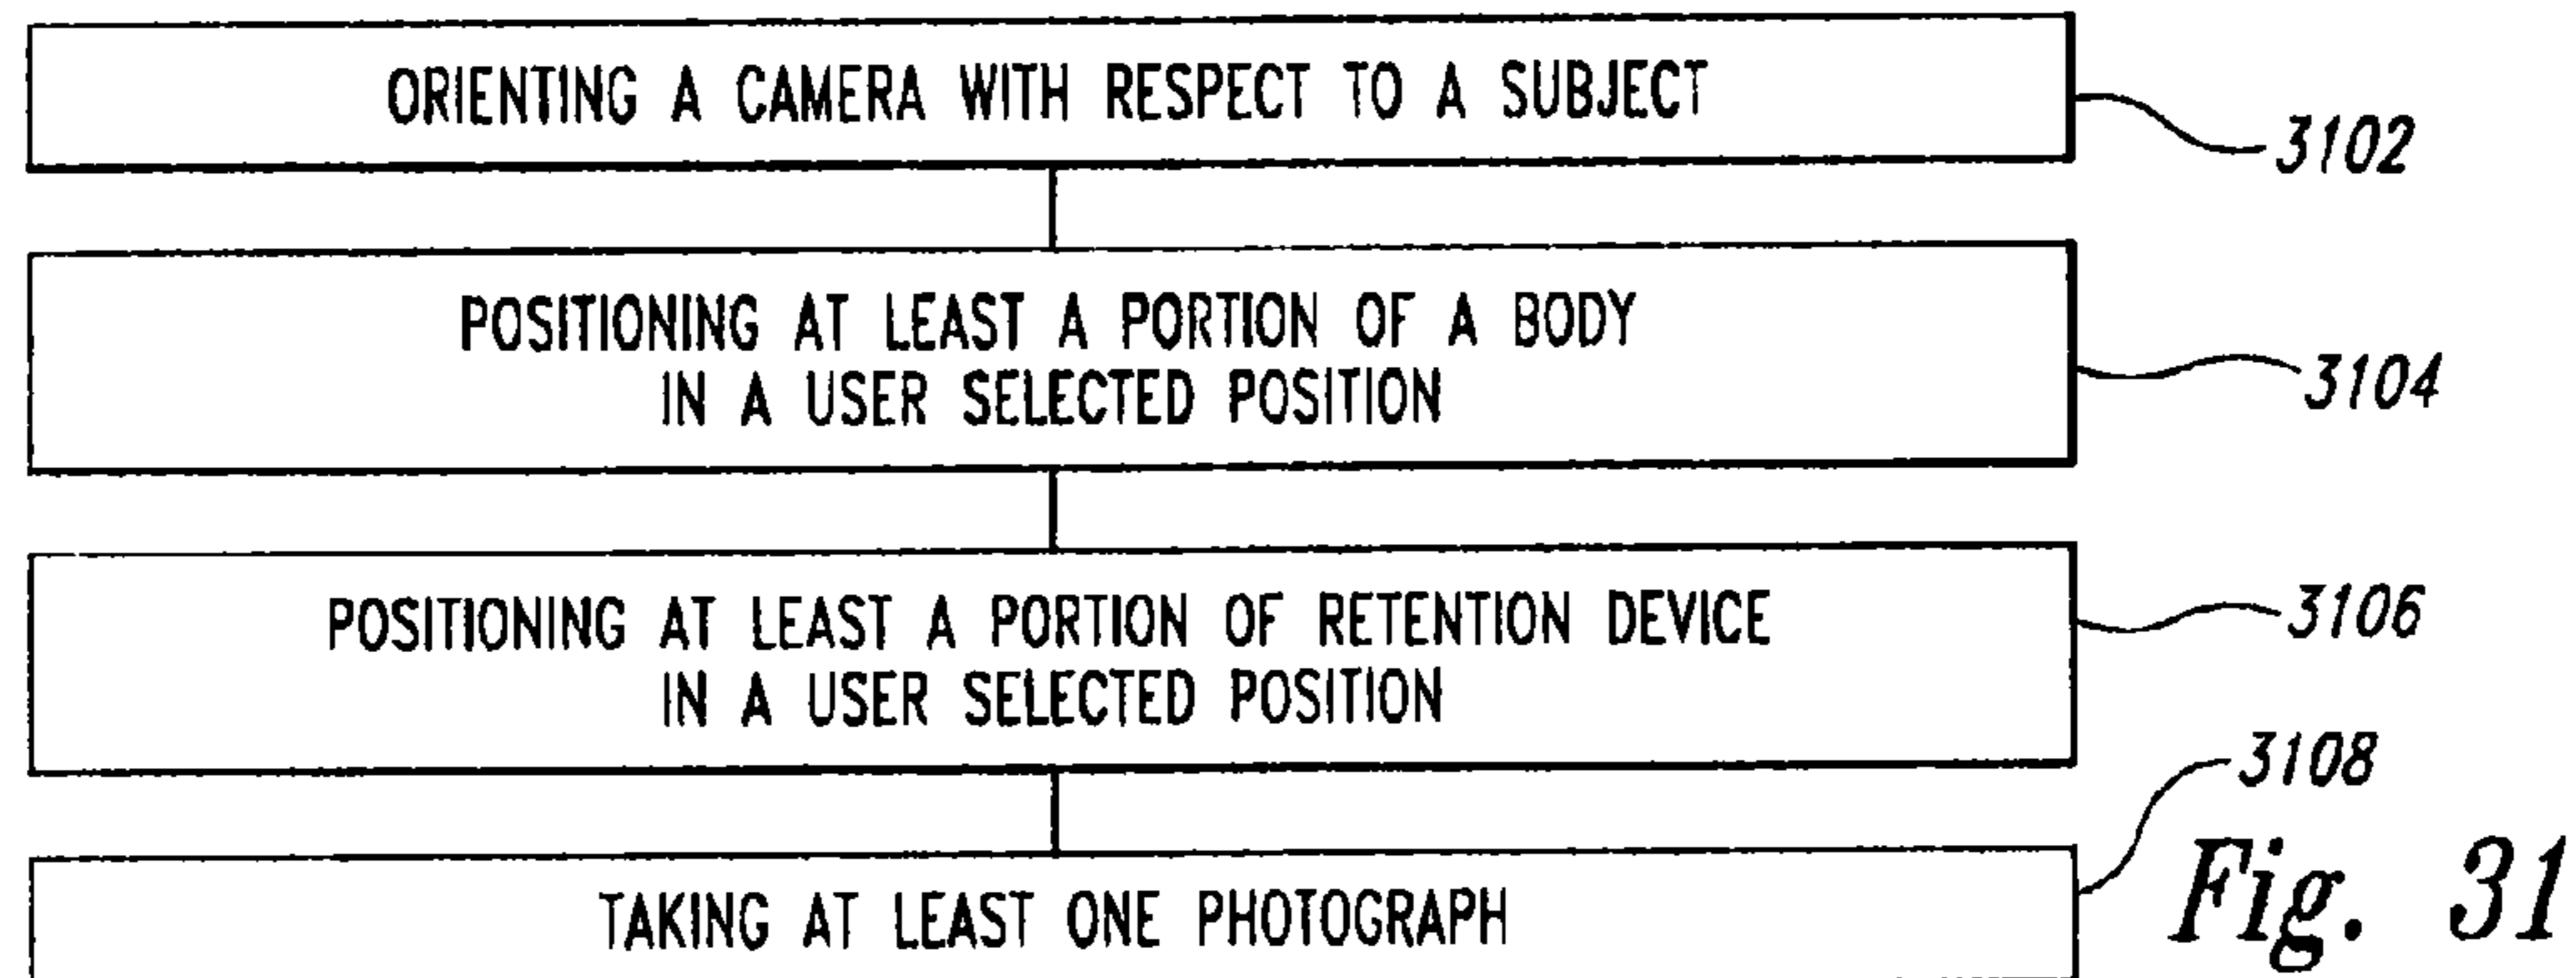 ORIENTING A CAMERA WITH RESPECT TO A SUBJECT
3102
POSITIONING AT LEAST A PORTION OF A BODY
IN A USER SELECTED POSITION
3104
POSITIONING AT LEAST A PORTION OF RETENTION DEVICE
IN A USER SELECTED POSITION
3106
TAKING AT LEAST ONE PHOTOGRAPH
3108
Fig. 31